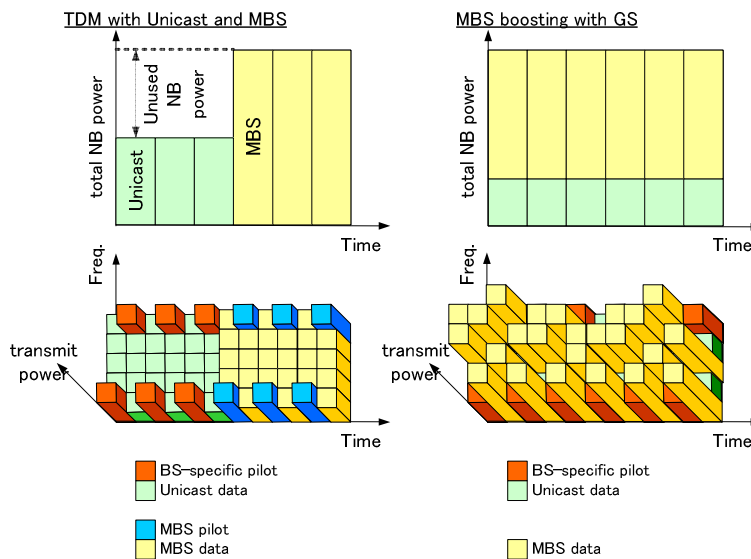 TDM with Unicast and MBS
total NB power
Unused NB power
Unicast
MBS
Time
Freq.
transmit power
Time
BS-specific pilot
Unicast data
MBS pilot
MBS data
MBS boosting with GS
total NB power
Time
Freq.
transmit power
Time
BS-specific pilot
Unicast data
MBS data